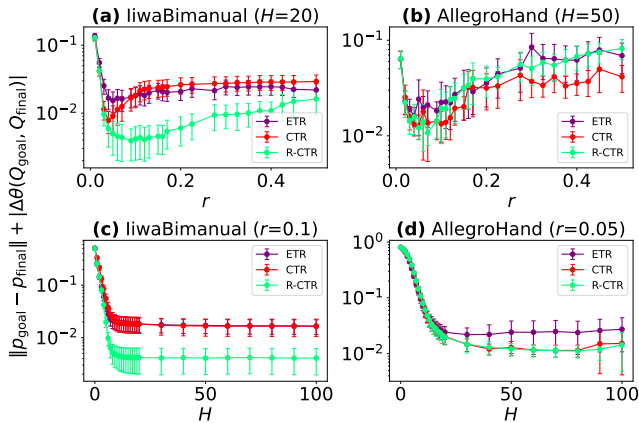 (a) IiwaBimanual (H=20)
10⁻¹
10⁻²
ETR
CTR
R-CTR
0.0 0.2 0.4
r
(b) AllegroHand (H=50)
10⁻¹
10⁻²
ETR
CTR
R-CTR
0.0 0.2 0.4
r
‖p_goal − p_final‖ + |Δθ(Q_goal, Q_final)|
(c) IiwaBimanual (r=0.1)
10⁻¹
10⁻²
ETR
CTR
R-CTR
0 50 100
H
(d) AllegroHand (r=0.05)
10⁰
10⁻¹
10⁻²
ETR
CTR
R-CTR
0 50 100
H